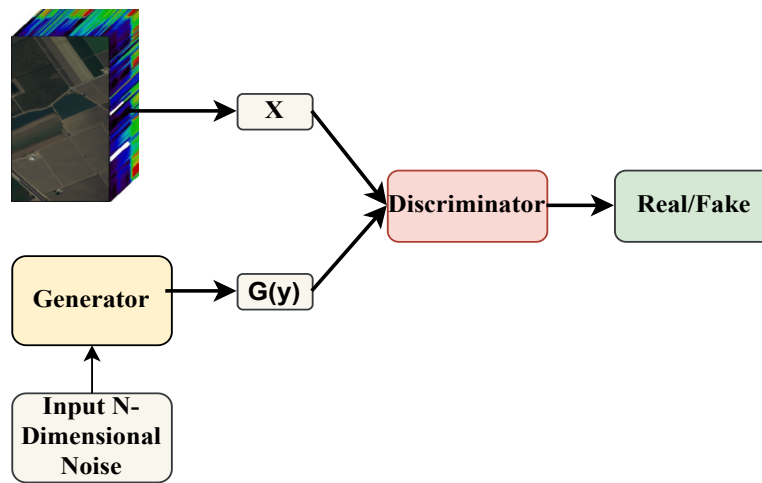 X
Discriminator
Real/Fake
Generator
G(y)
Input N-
Dimensional
Noise